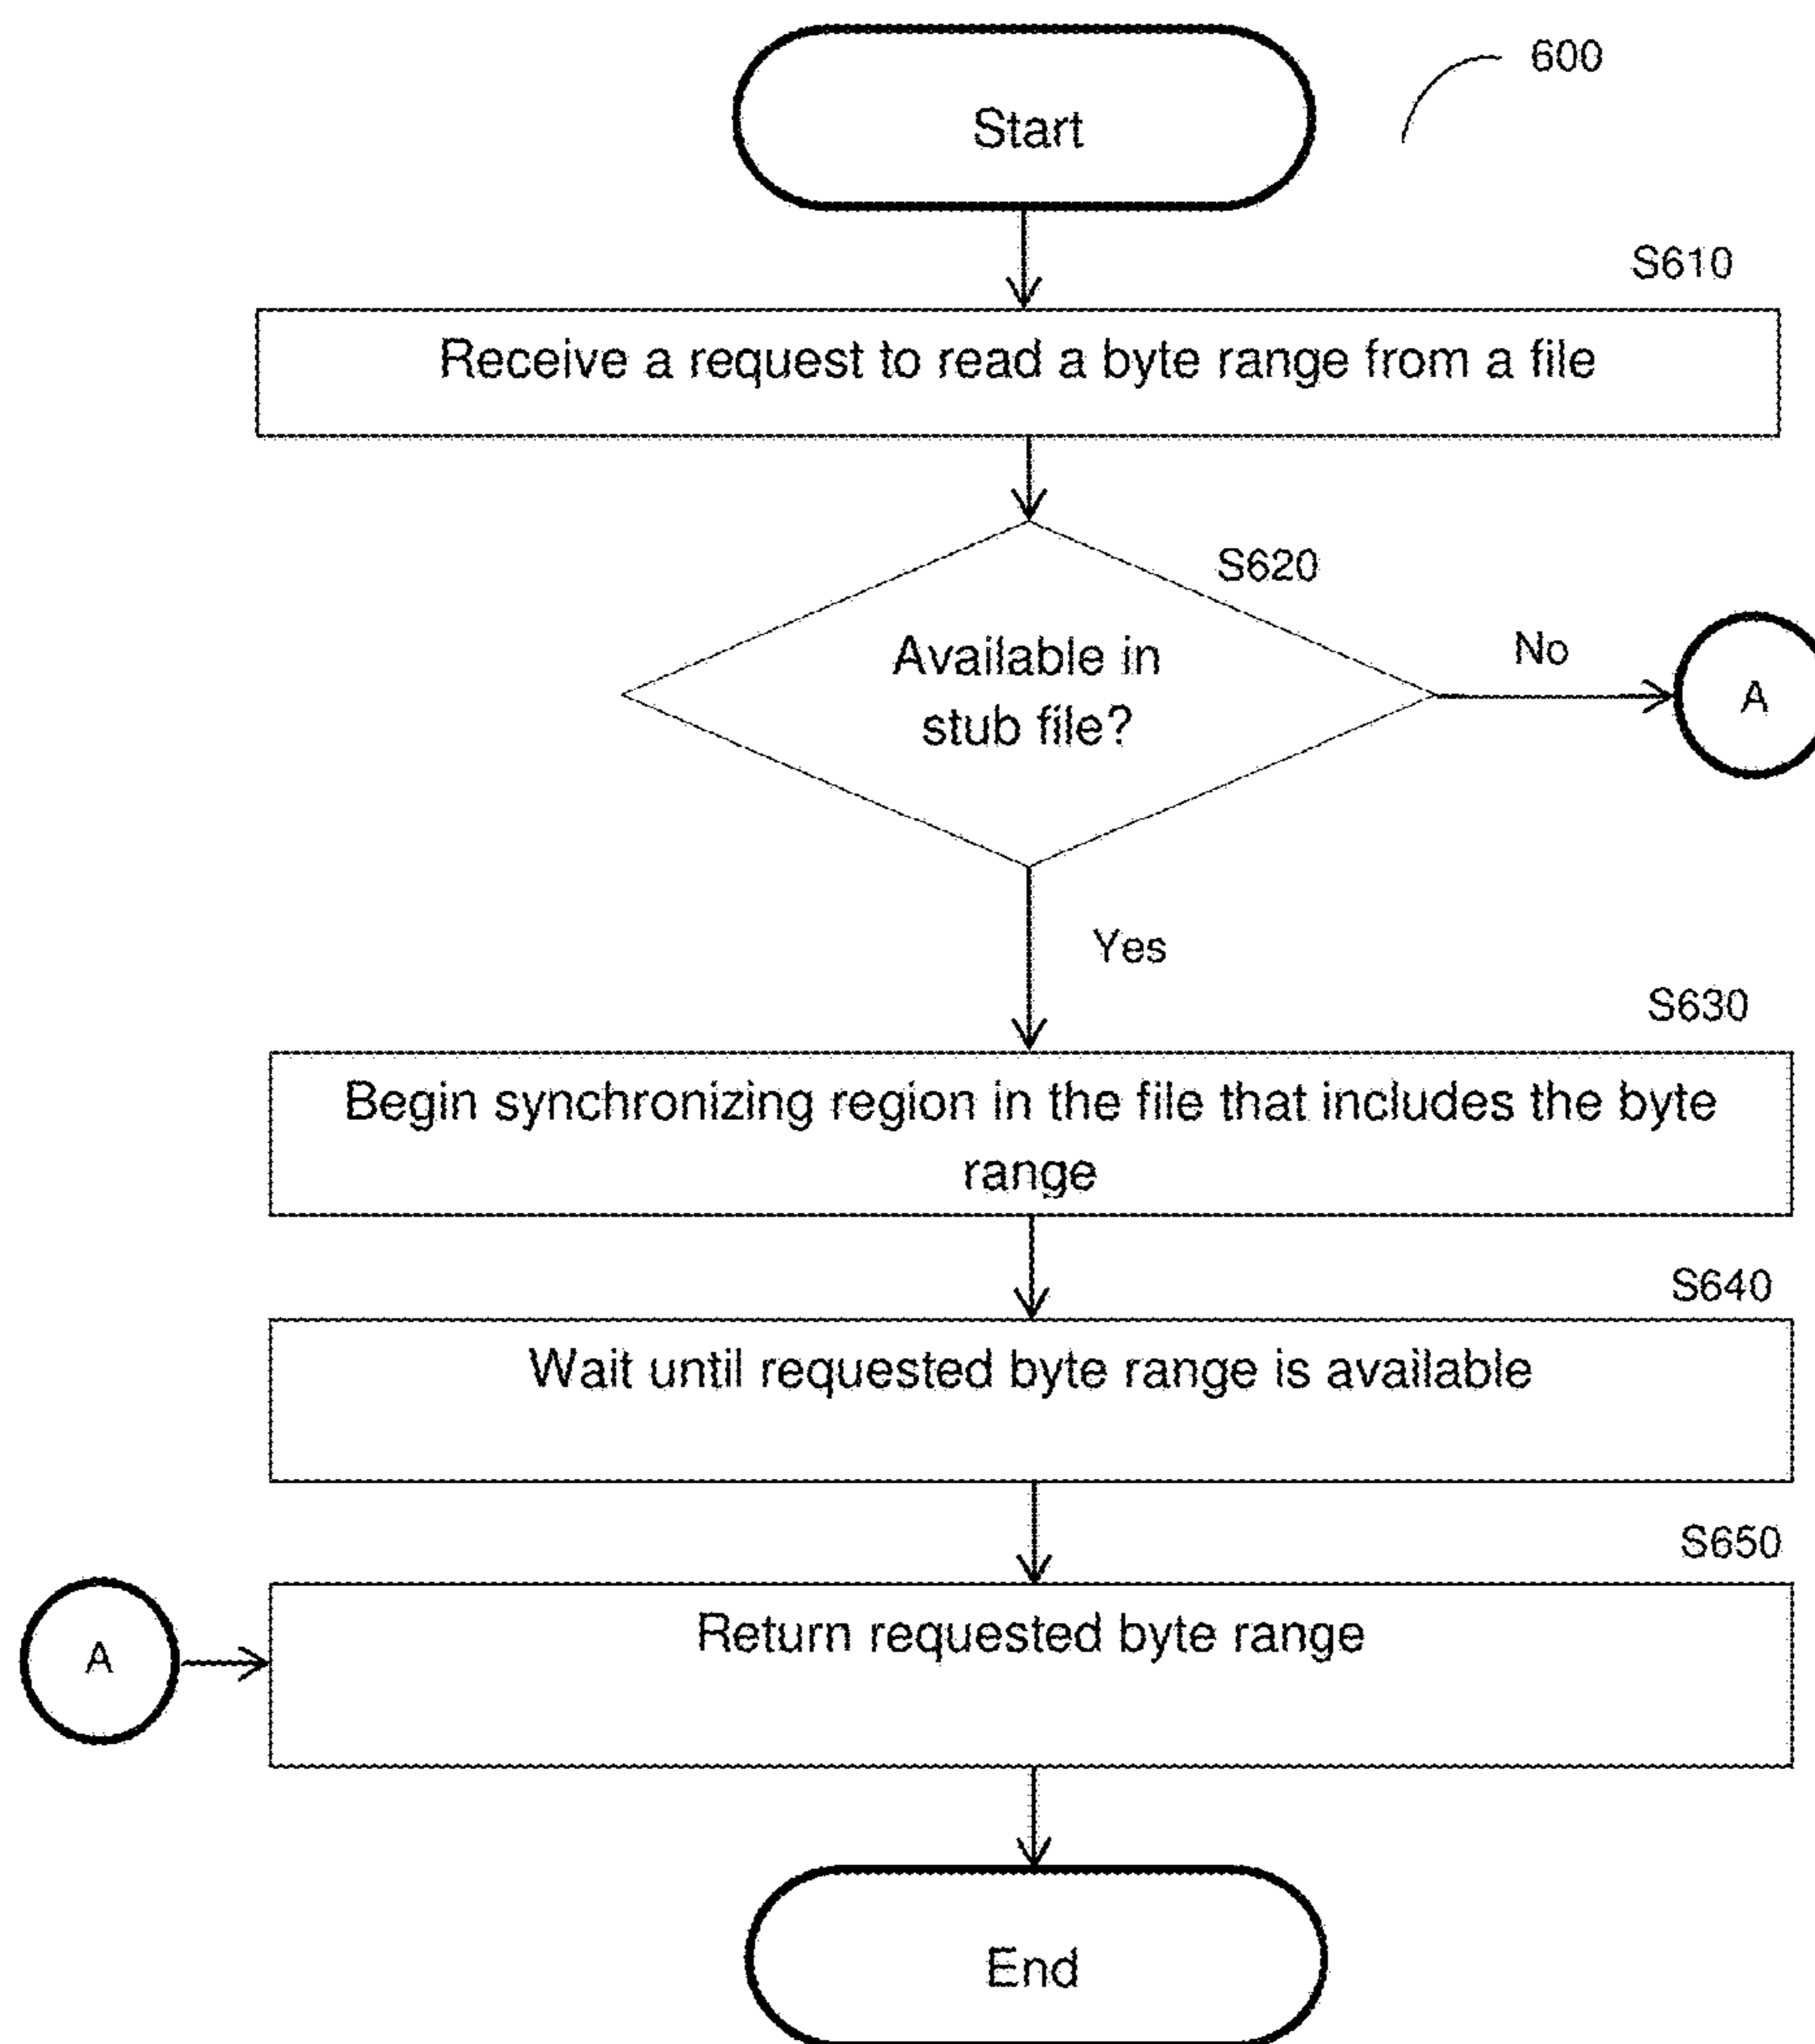 600
Start
S610
Receive a request to read a byte range from a file
S620
Available in
stub file?
No
A
Yes
S630
Begin synchronizing region in the file that includes the byte
range
S640
Wait until requested byte range is available
S650
A
Return requested byte range
End